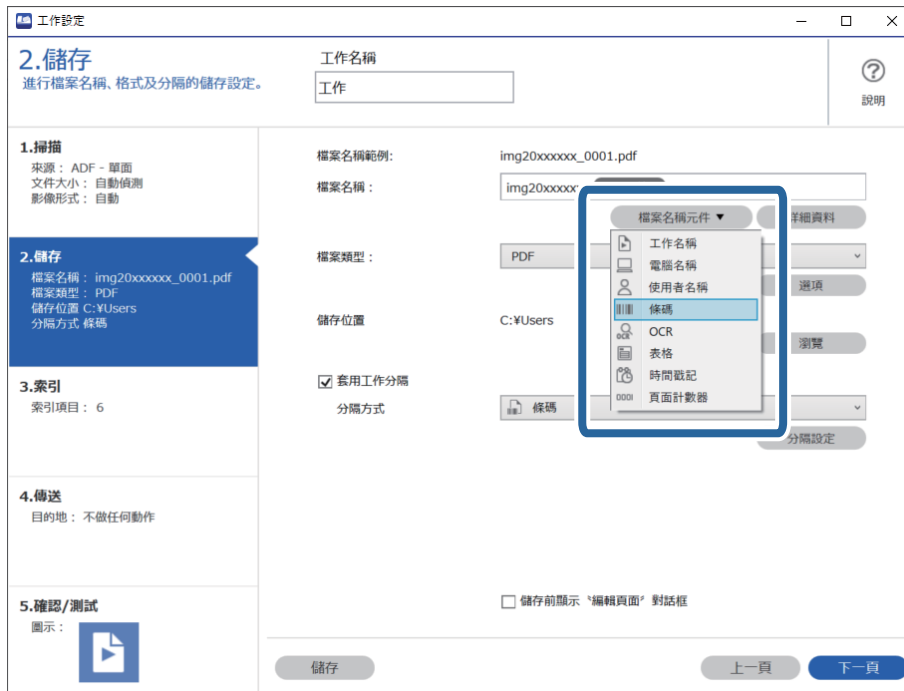 工作設定
2.儲存
進行檔案名稱、格式及分隔的儲存設定。
工作名稱
工作
說明
1.掃描
來源： ADF - 單面
文件大小： 自動偵測
影像形式： 自動
2.儲存
檔案名稱： img20xxxxxx_0001.pdf
檔案類型： PDF
儲存位置 C:¥Users
分隔方式 條碼
3.索引
索引項目： 6
4.傳送
目的地： 不做任何動作
5.確認/測試
圖示：
檔案名稱範例:
img20xxxxxx_0001.pdf
檔案名稱：
img20xxxxx
檔案名稱元件 ▼
詳細資料
工作名稱
電腦名稱
使用者名稱
條碼
OCR
表格
時間戳記
頁面計數器
檔案類型：
PDF
選項
儲存位置
C:¥Users
瀏覽
套用工作分隔
分隔方式
條碼
分隔設定
儲存前顯示〝編輯頁面〞對話框
儲存
上一頁
下一頁